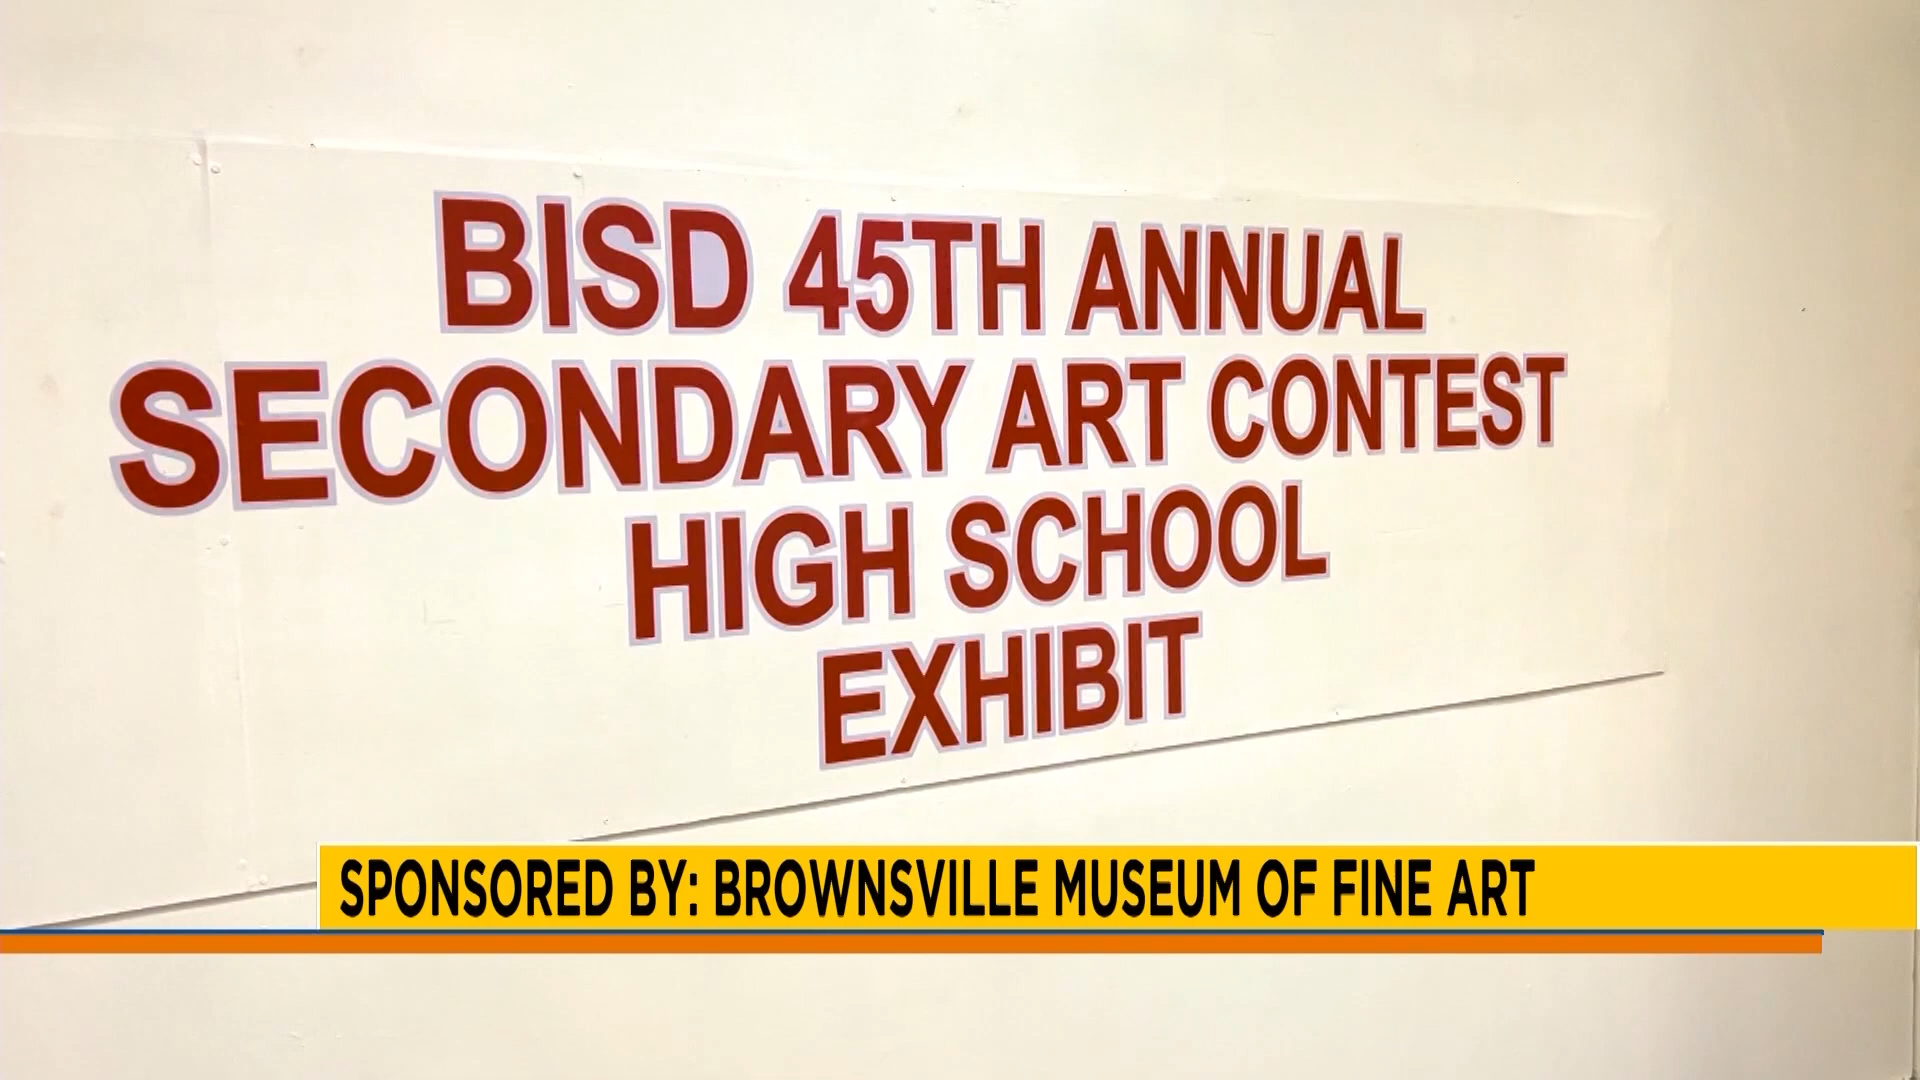 BISD 45TH ANNUAL
SECONDARY ART CONTEST
HIGH SCHOOL
EXHIBIT
SPONSORED BY: BROWNSVILLE MUSEUM OF FINE ART